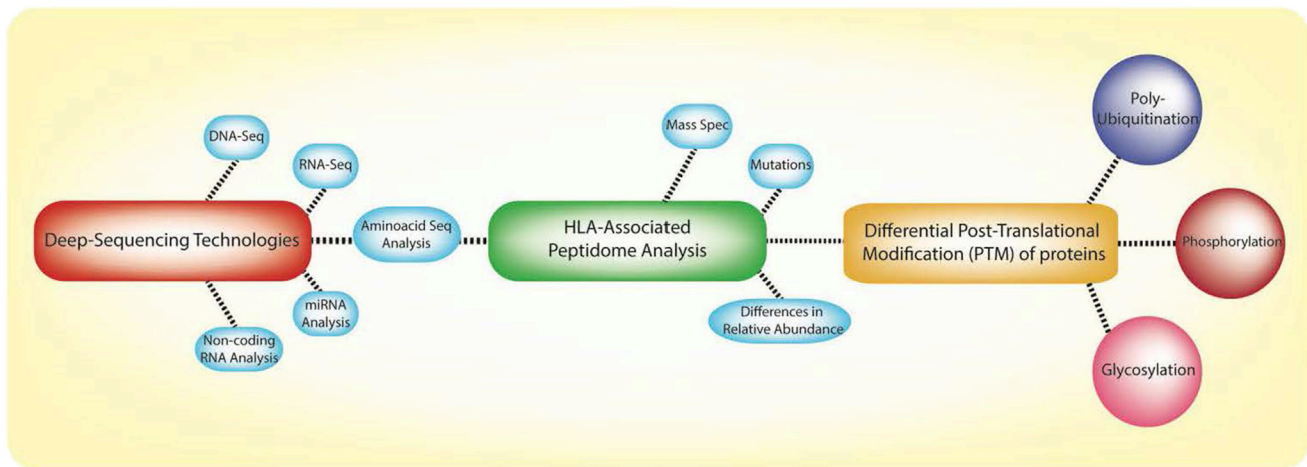 DNA-Seq
RNA-Seq
Deep-Sequencing Technologies
Aminoacid Seq
Analysis
miRNA
Analysis
Non-coding
RNA Analysis
Mass Spec
Mutations
HLA-Associated
Peptidome Analysis
Differences in
Relative Abundance
Differential Post-Translational
Modification (PTM) of proteins
Poly-
Ubiquitination
Phosphorylation
Glycosylation